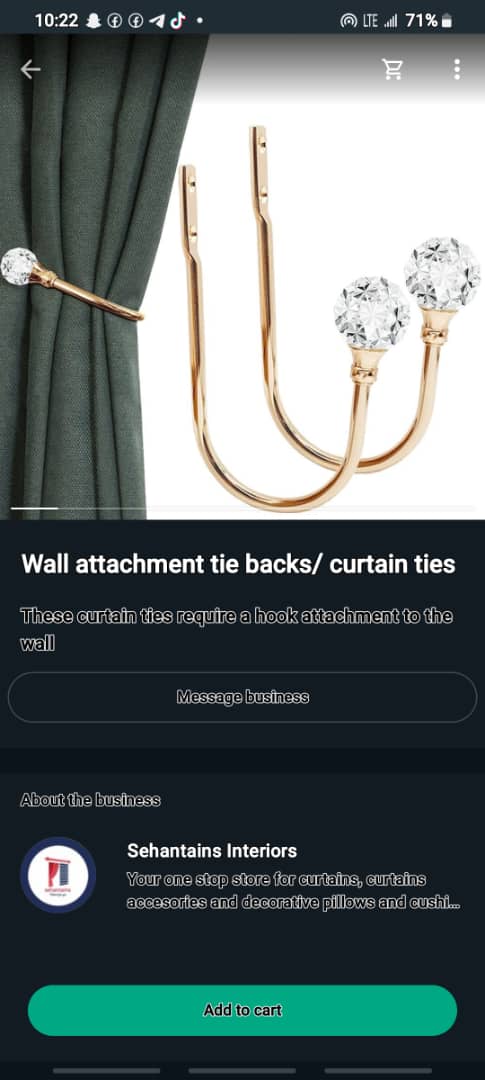 10:22 LTE 71%
Wall attachment tie backs/ curtain ties
These curtain ties require a hook attachment to the
wall
Message business
About the business
Sehantains Interiors
Your one stop store for curtains, curtains
accesories and decorative pillows and cushi...
Add to cart